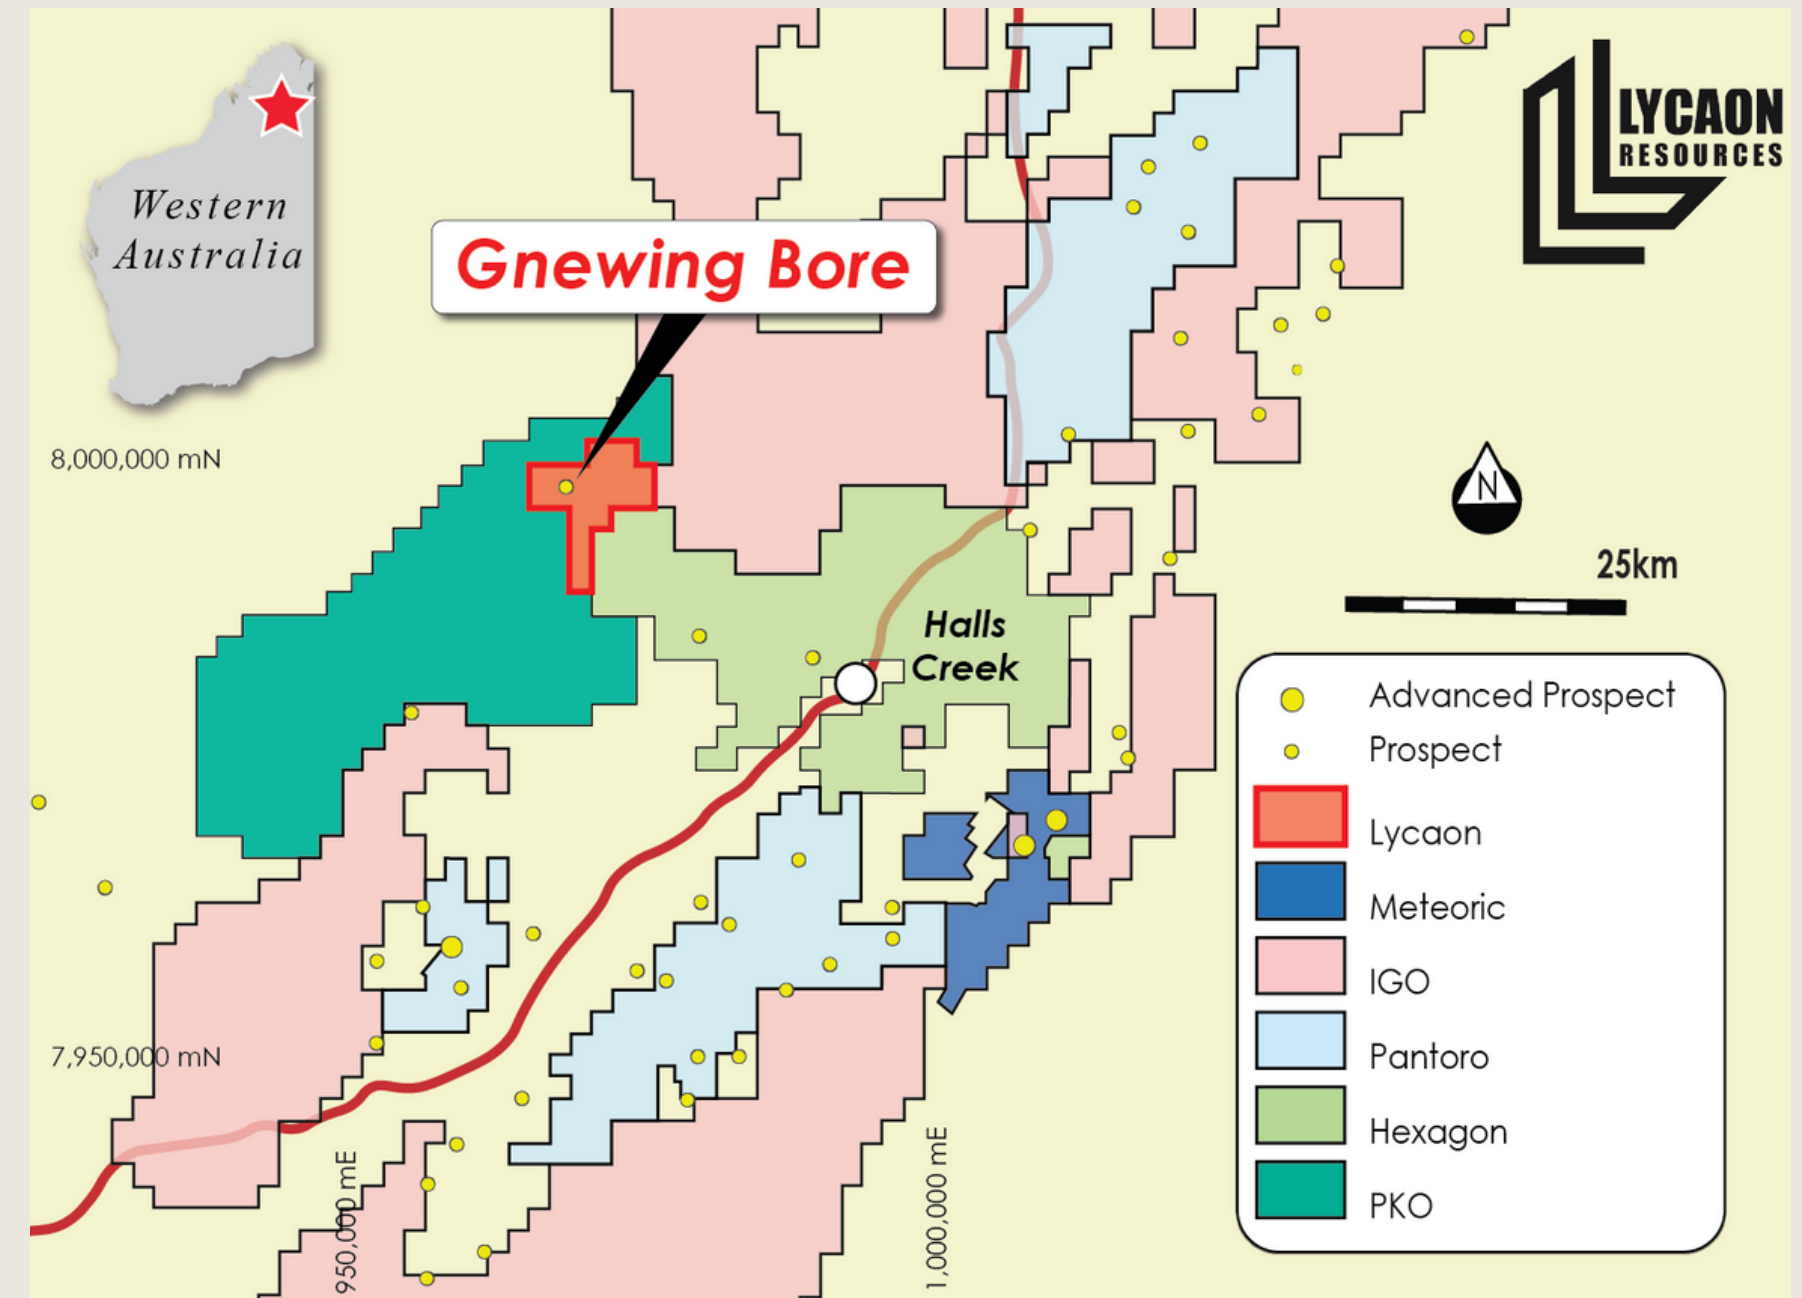 Western
Australia
Gnewing Bore
LYCAON
RESOURCES
8,000,000 mN
N
25km
Halls
Creek
Advanced Prospect
Prospect
Lycaon
Meteoric
IGO
Pantoro
Hexagon
PKO
7,950,000 mN
950,000 mE
1,000,000 mE